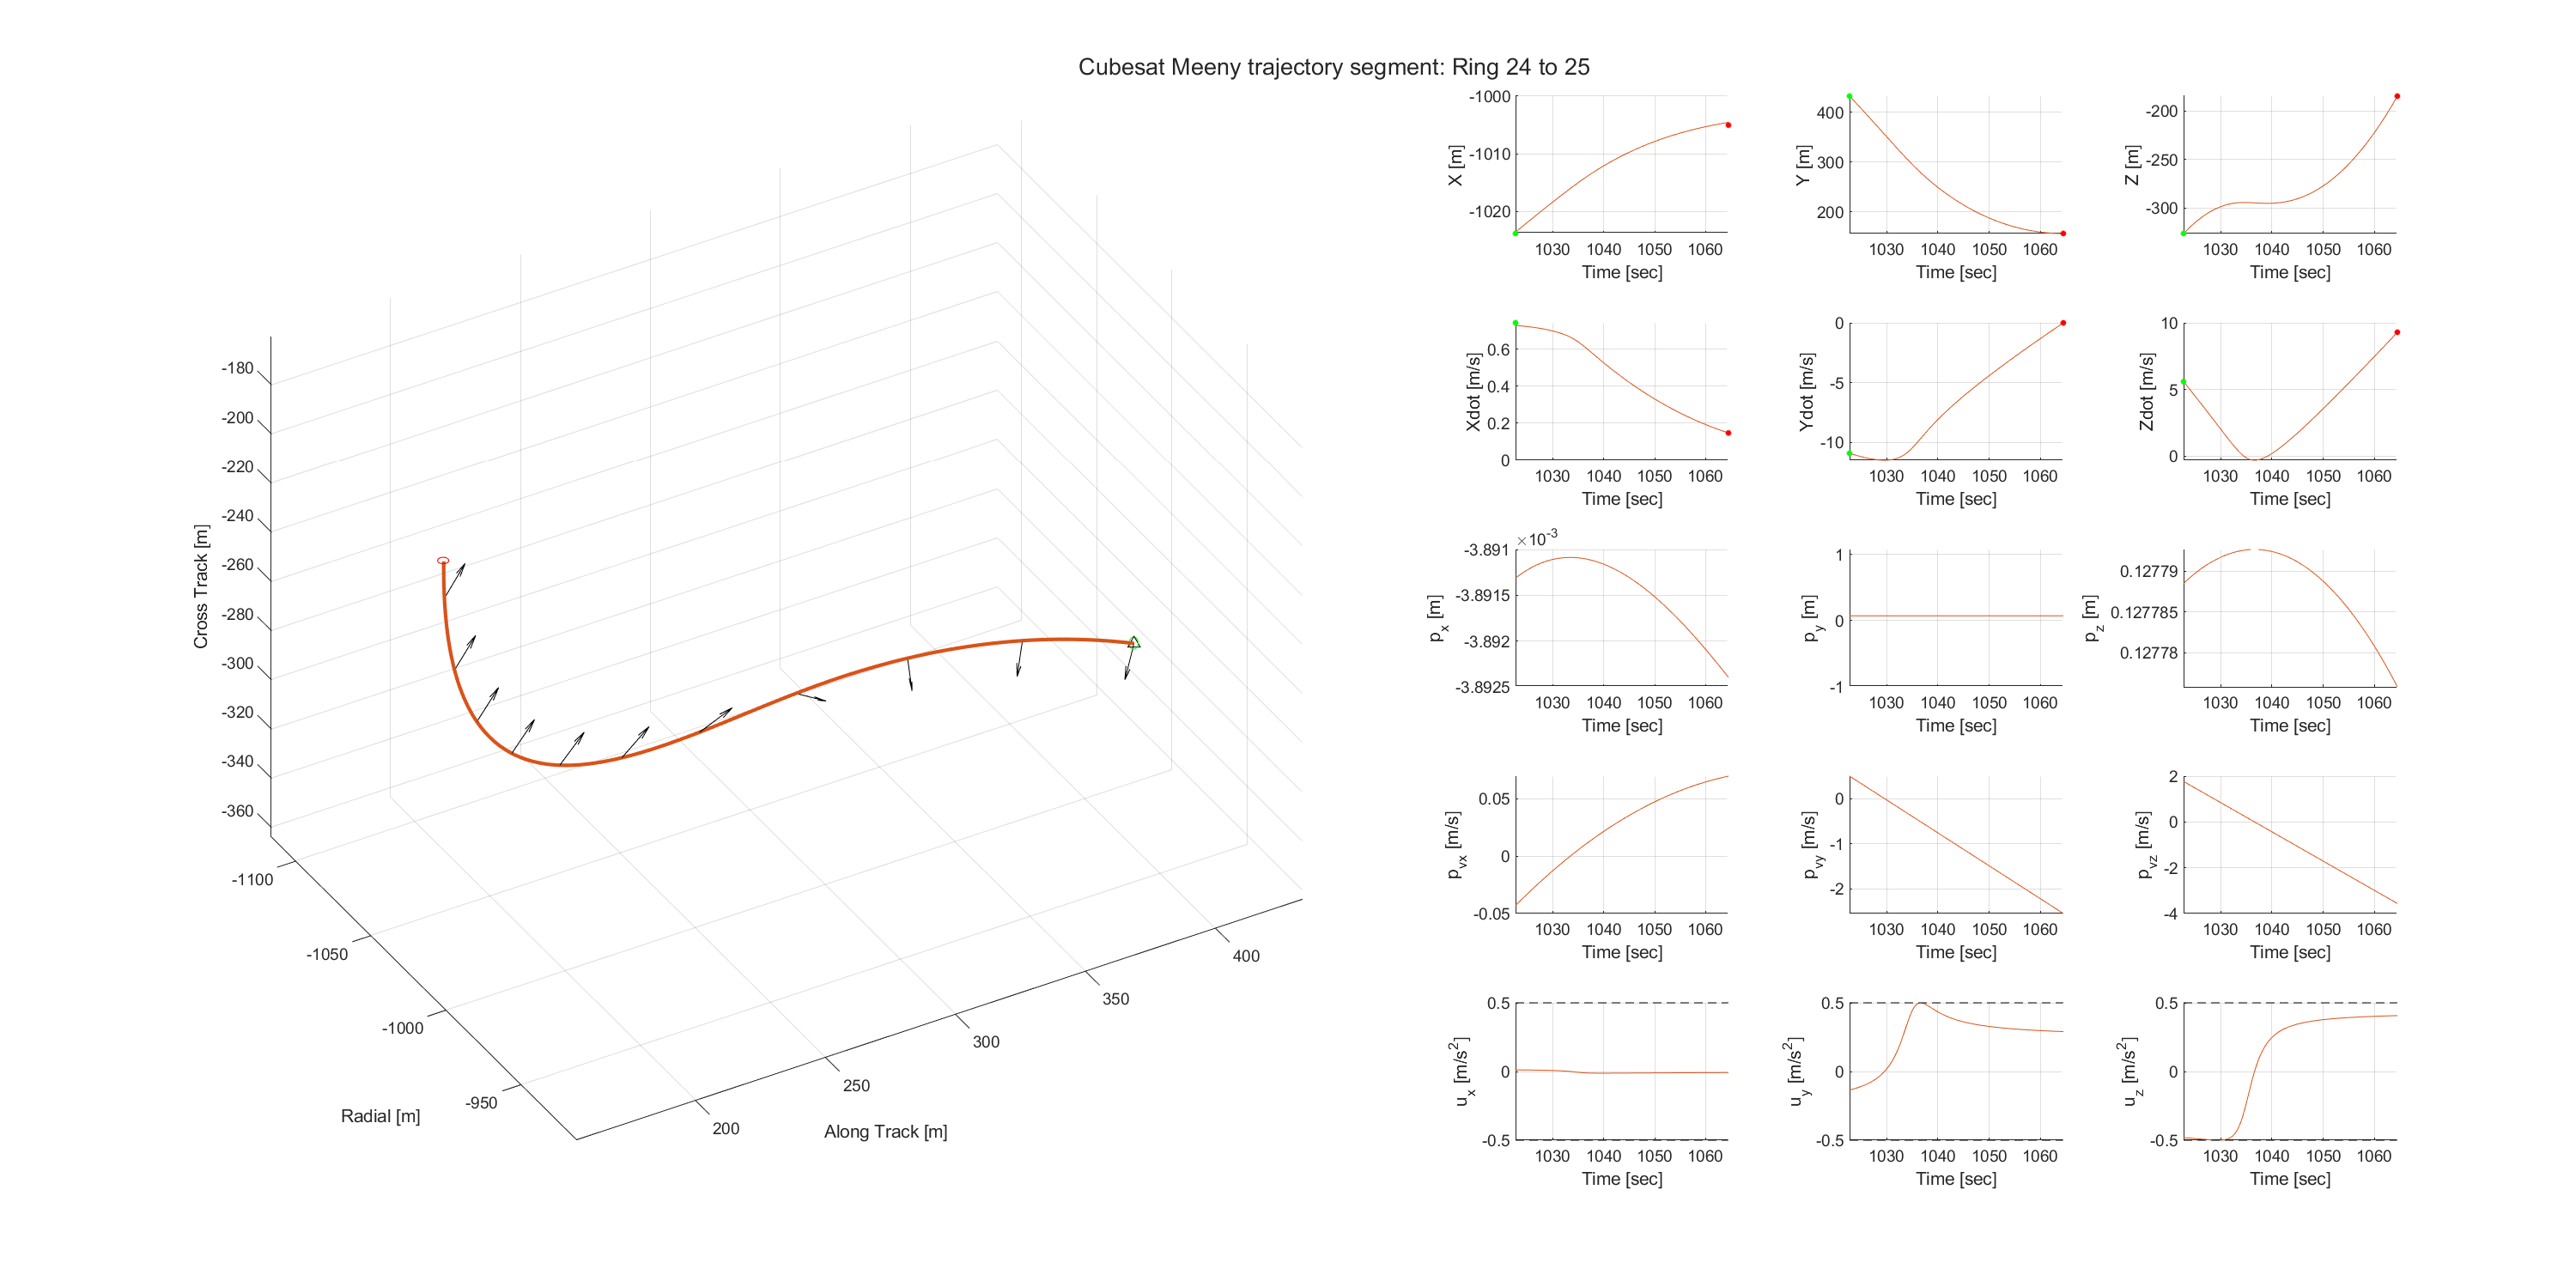 Cubesat Meeny trajectory segment: Ring 24 to 25
-180
-200
-220
-240
-260
-280
-300
-320
-340
-360
Cross Track [m]
-1100
-1050
-1000
-950
Radial [m]
200
250
300
350
400
Along Track [m]
-1000
-1010
-1020
X [m]
1030 1040 1050 1060
Time [sec]
400
300
200
Y [m]
1030 1040 1050 1060
Time [sec]
-200
-250
-300
Z [m]
1030 1040 1050 1060
Time [sec]
0.6
0.4
0.2
0
Xdot [m/s]
1030 1040 1050 1060
Time [sec]
0
-5
-10
Ydot [m/s]
1030 1040 1050 1060
Time [sec]
10
5
0
Zdot [m/s]
1030 1040 1050 1060
Time [sec]
×10-3
-3.891
-3.8915
-3.892
-3.8925
px [m]
1030 1040 1050 1060
Time [sec]
1
0
-1
py [m]
1030 1040 1050 1060
Time [sec]
0.12779
0.127785
0.12778
pz [m]
1030 1040 1050 1060
Time [sec]
0.05
0
-0.05
pvx [m/s]
1030 1040 1050 1060
Time [sec]
0
-1
-2
pvy [m/s]
1030 1040 1050 1060
Time [sec]
2
0
-2
-4
pvz [m/s]
1030 1040 1050 1060
Time [sec]
0.5
0
-0.5
ux [m/s2]
1030 1040 1050 1060
Time [sec]
0.5
0
-0.5
uy [m/s2]
1030 1040 1050 1060
Time [sec]
0.5
0
-0.5
uz [m/s2]
1030 1040 1050 1060
Time [sec]